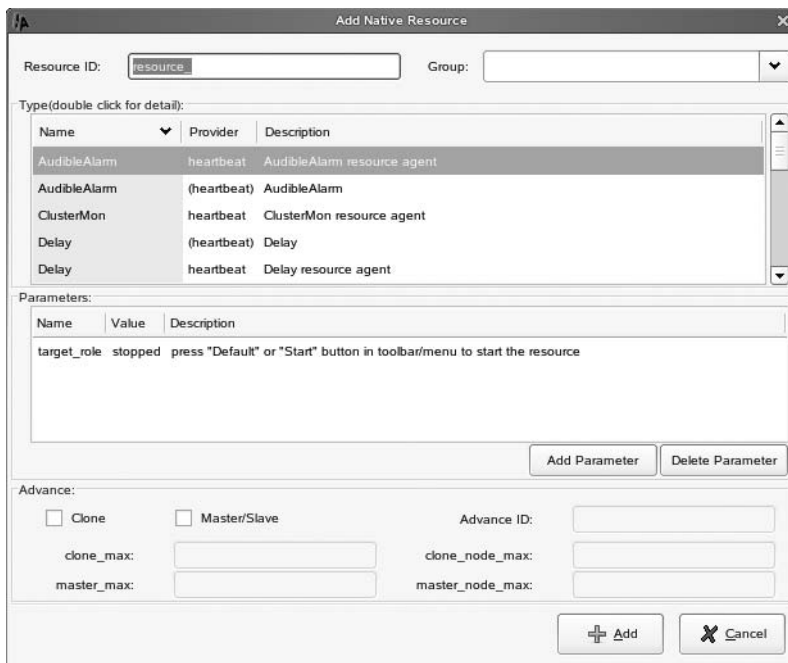 Add Native Resource
Resource ID: resource_ Group:
Type(double click for detail):
Name Provider Description
AudibleAlarm heartbeat AudibleAlarm resource agent
AudibleAlarm (heartbeat) AudibleAlarm
ClusterMon heartbeat ClusterMon resource agent
Delay (heartbeat) Delay
Delay heartbeat Delay resource agent
Parameters:
Name Value Description
target_role stopped press "Default" or "Start" button in toolbar/menu to start the resource
Add Parameter Delete Parameter
Advance:
Clone Master/Slave Advance ID:
clone_max: clone_node_max:
master_max: master_node_max:
Add Cancel